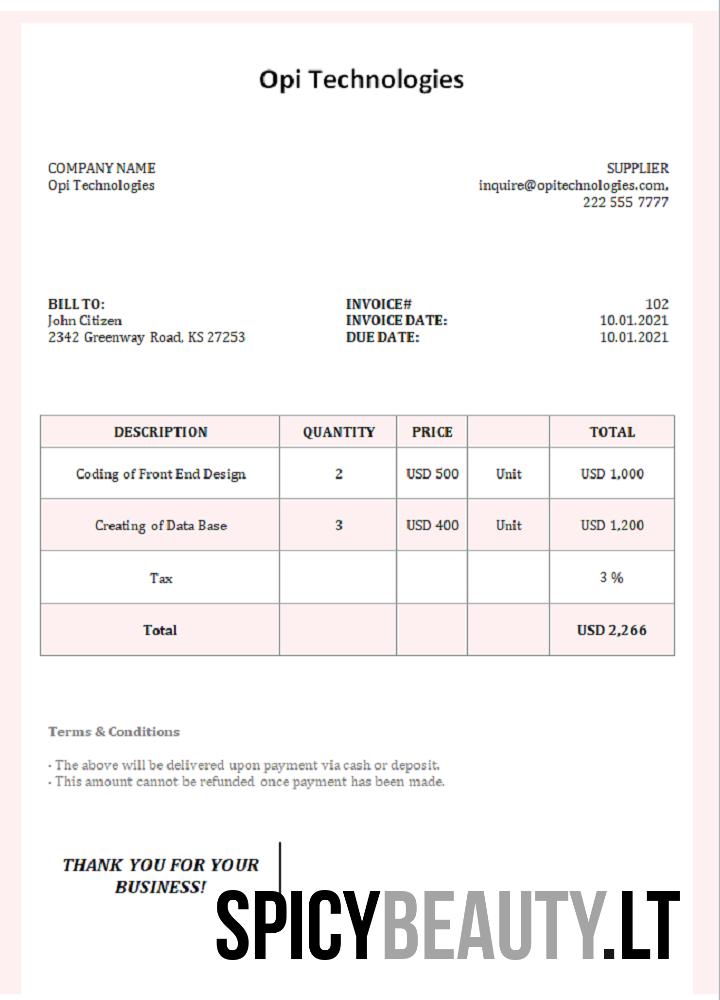 Opi Technologies
COMPANY NAME
Opi Technologies
SUPPLIER
inquire@opitechnologies.com,
222 555 7777
BILL TO:
John Citizen
2342 Greenway Road, KS 27253
INVOICE# 102
INVOICE DATE: 10.01.2021
DUE DATE: 10.01.2021
DESCRIPTION QUANTITY PRICE TOTAL
Coding of Front End Design 2 USD 500 Unit USD 1,000
Creating of Data Base 3 USD 400 Unit USD 1,200
Tax 3 %
Total USD 2,266
Terms & Conditions
· The above will be delivered upon payment via cash or deposit.
· This amount cannot be refunded once payment has been made.
THANK YOU FOR YOUR
BUSINESS!
SPICYBEAUTY.LT